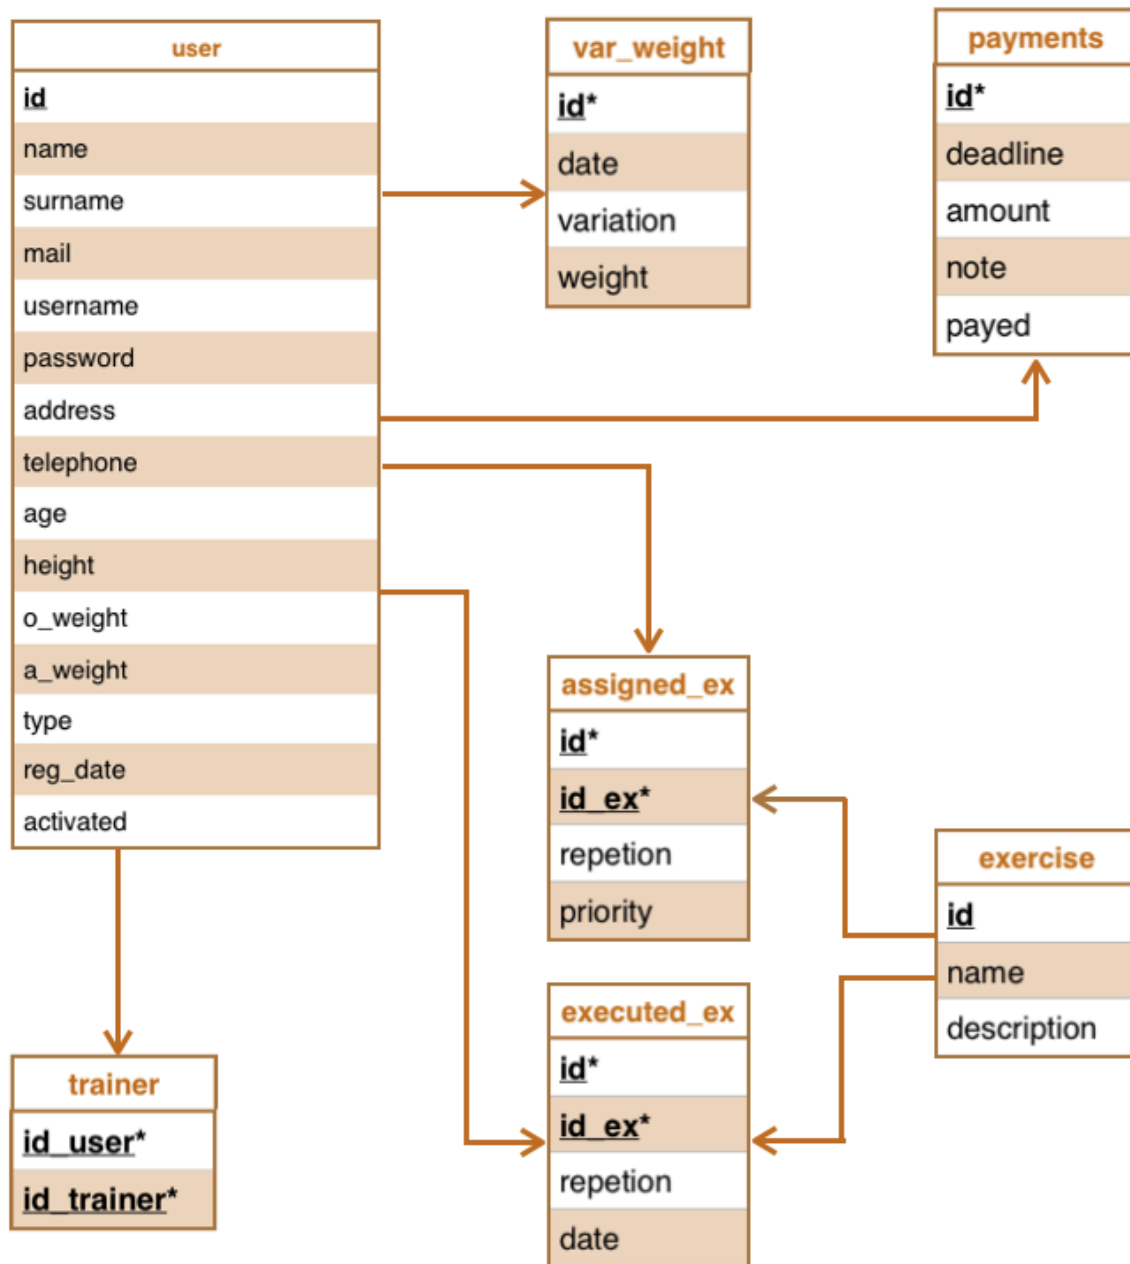 user
id
name
surname
mail
username
password
address
telephone
age
height
o_weight
a_weight
type
reg_date
activated
var_weight
id*
date
variation
weight
payments
id*
deadline
amount
note
payed
assigned_ex
id*
id_ex*
repetion
priority
exercise
id
name
description
executed_ex
id*
id_ex*
repetion
date
trainer
id_user*
id_trainer*